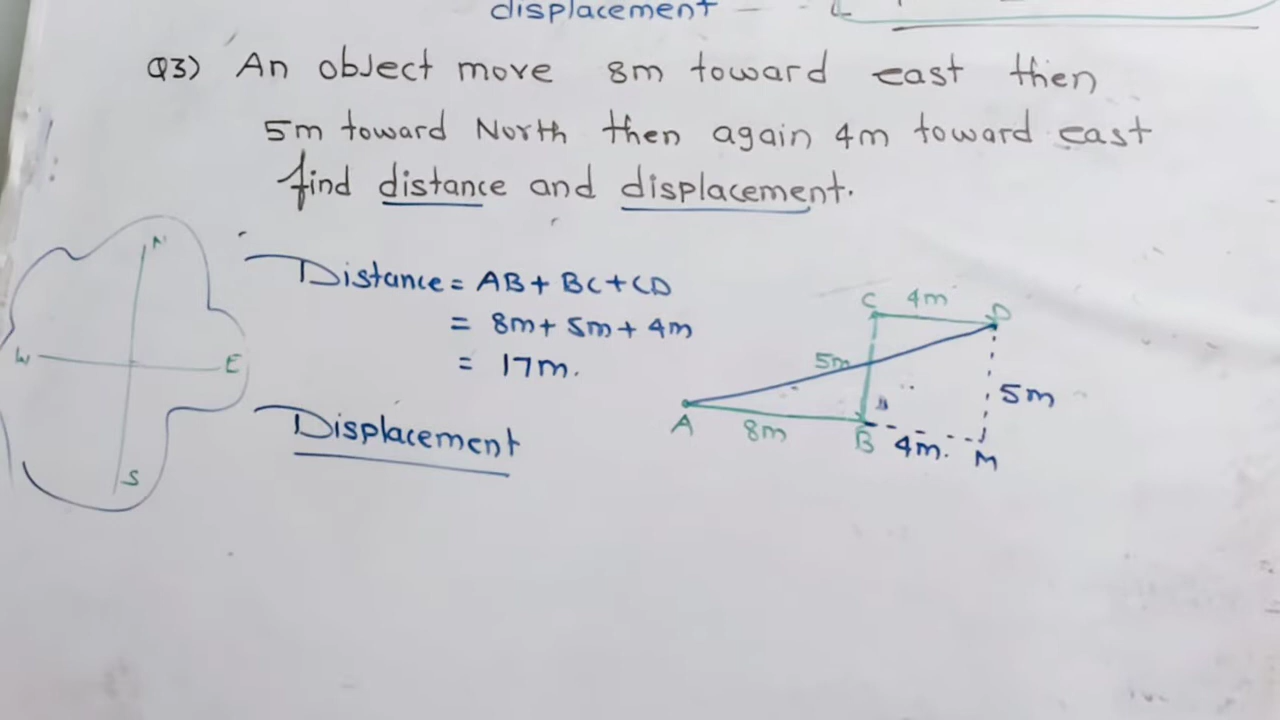 displacement –
Q3) An object move 8m toward east then
5m toward North then again 4m toward east
find distance and displacement.
N
W
E
S
Distance = AB + BC + CD
= 8m + 5m + 4m
= 17m.
Displacement
C 4m D
5m
5m
A 8m B 4m. M